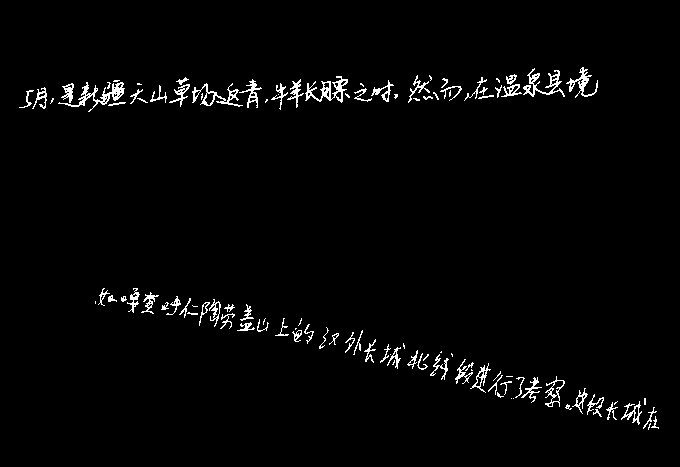 5月,是新疆天山草场返青,牛羊长膘之时。然而,在温泉县境
如嘎查呼仁陶劳盖山上的汉外长城北线段进行了考察。这段长城在